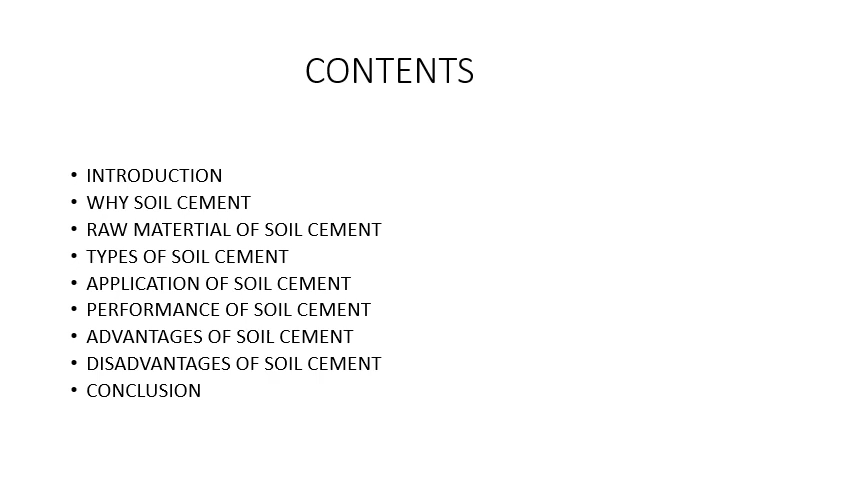 CONTENTS
• INTRODUCTION
• WHY SOIL CEMENT
• RAW MATERTIAL OF SOIL CEMENT
• TYPES OF SOIL CEMENT
• APPLICATION OF SOIL CEMENT
• PERFORMANCE OF SOIL CEMENT
• ADVANTAGES OF SOIL CEMENT
• DISADVANTAGES OF SOIL CEMENT
• CONCLUSION